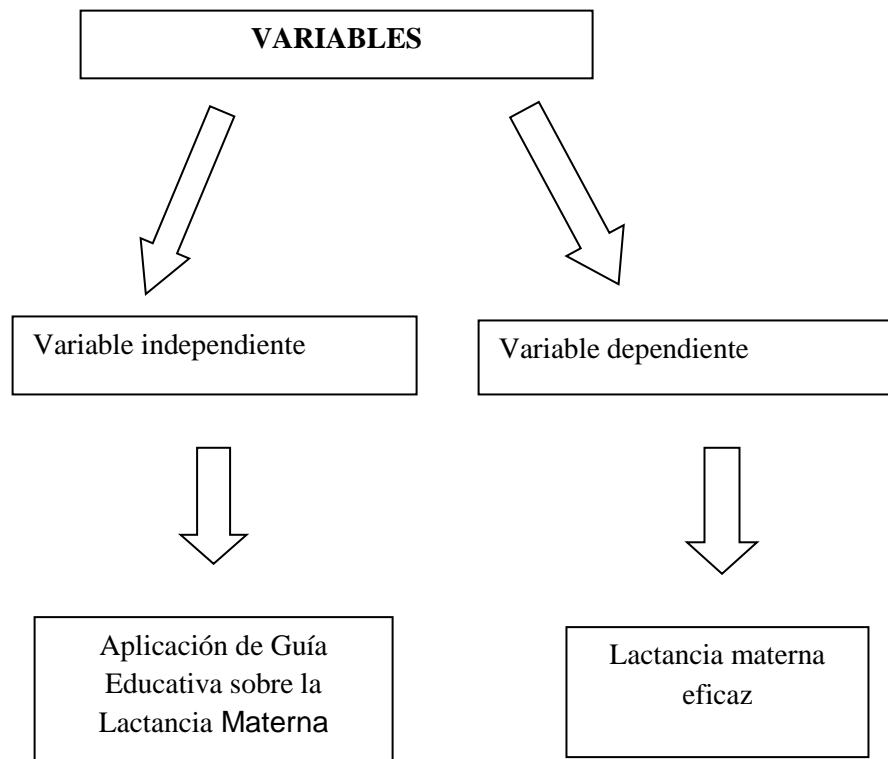 VARIABLES
Variable independiente
Variable dependiente
Aplicación de Guía
Educativa sobre la
Lactancia Materna
Lactancia materna
eficaz